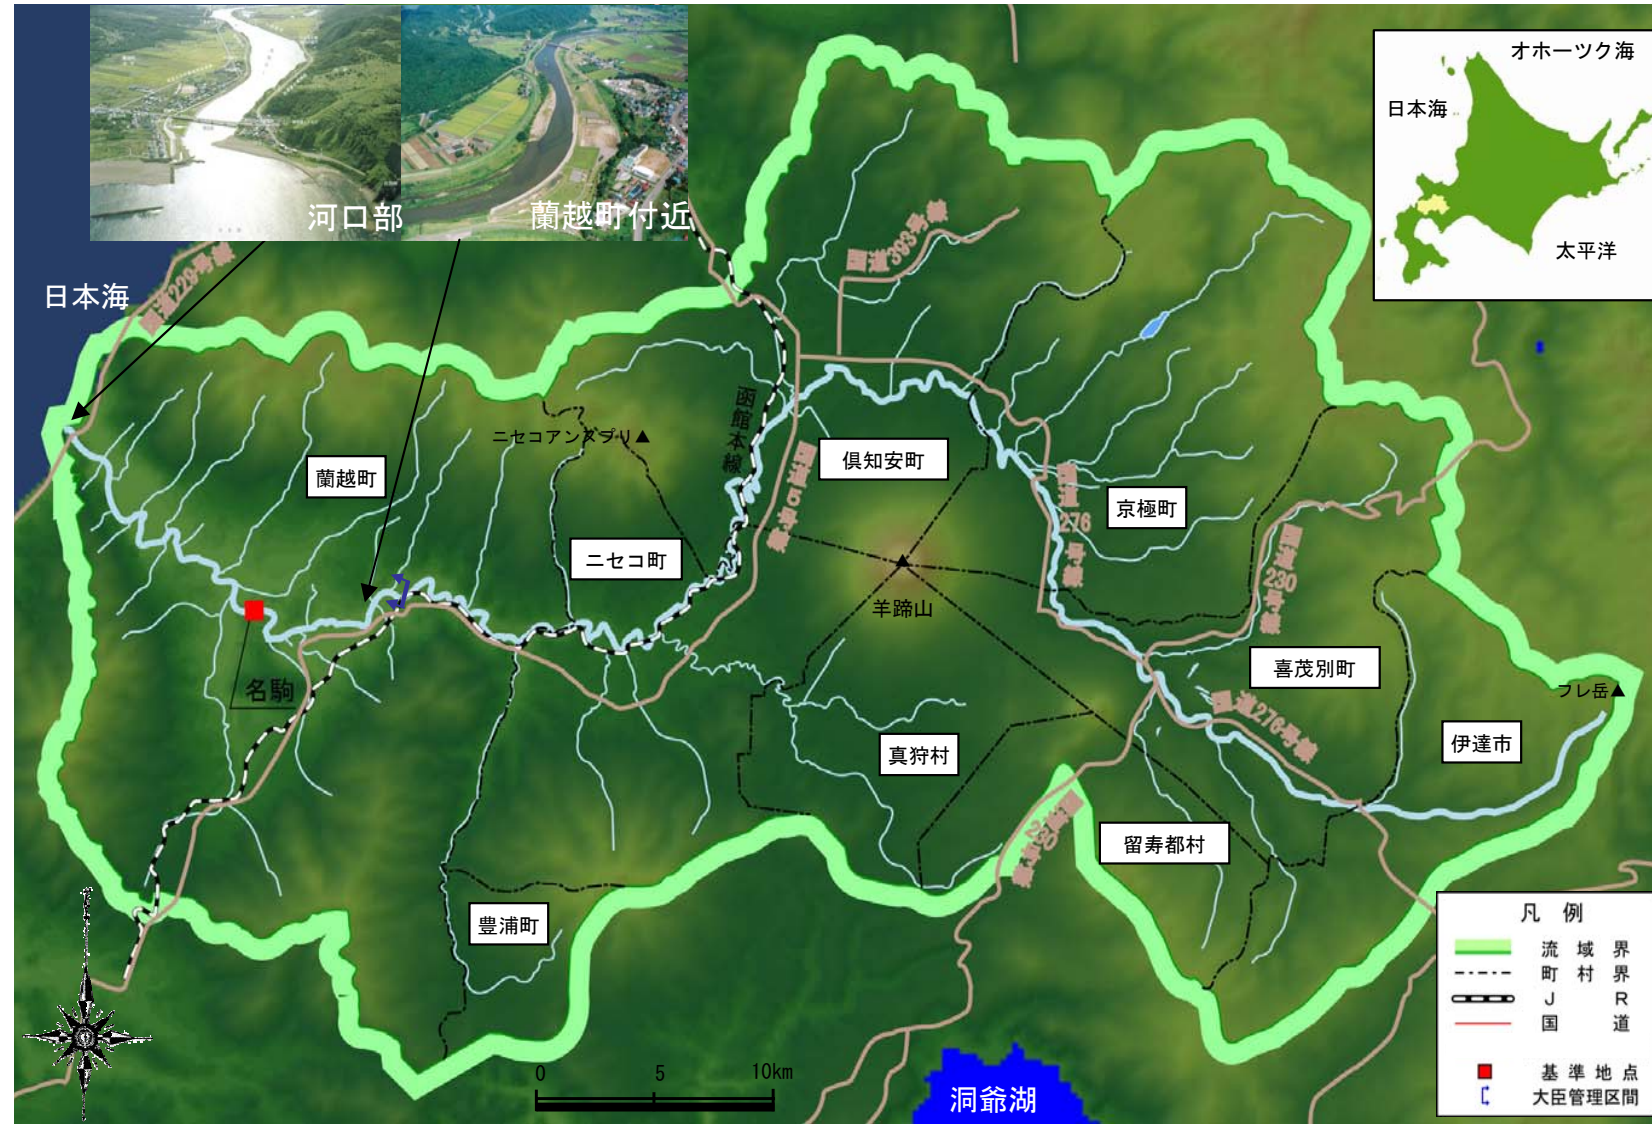 河口部
蘭越町付近
オホーツク海
日本海
太平洋
日本海
国道229号線
国道393号線
函館本線
ニセコアンヌプリ▲
蘭越町
倶知安町
国道5号線
国道276号線
京極町
ニセコ町
国道230号線
羊蹄山
名駒
喜茂別町
フレ岳▲
国道276号線
伊達市
真狩村
国道230号線
留寿都村
豊浦町
0 5 10km
洞爺湖
凡例
流域界
町村界
JR
国道
基準地点
大臣管理区間